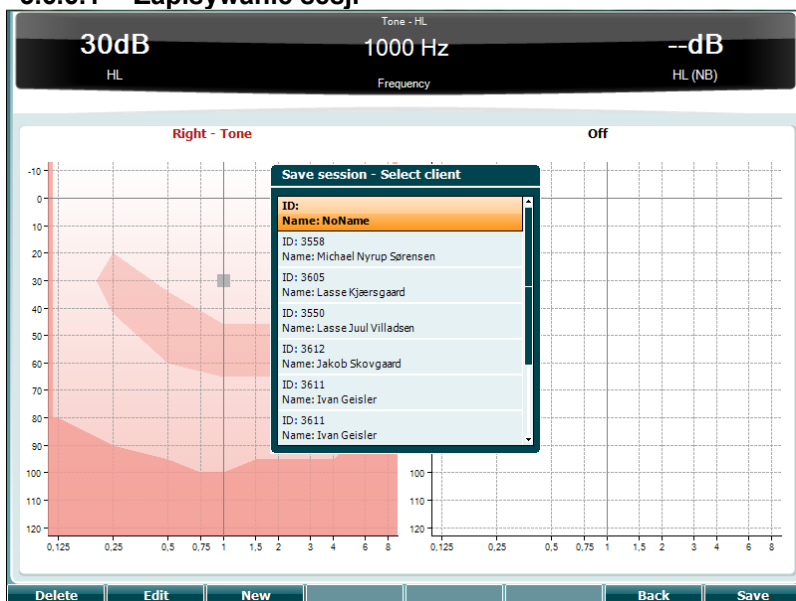 Zapisywanie sesji
Tone - HL
30dB
1000 Hz
--dB
HL
Frequency
HL (NB)
Right - Tone
Off
Save session - Select client
ID:
Name: NoName
ID: 3558
Name: Michael Nyrup Sørensen
ID: 3605
Name: Lasse Kjærsgaard
ID: 3550
Name: Lasse Juul Villadsen
ID: 3612
Name: Jakob Skovgaard
ID: 3611
Name: Ivan Geisler
ID: 3611
Name: Ivan Geisler
-10
0
10
20
30
40
50
60
70
80
90
100
110
120
100
110
120
0,125 0,25 0,5 0,75 1 1,5 2 3 4 6 8
0,125 0,25 0,5 0,75 1 1,5 2 3 4 6 8
Delete Edit New Back Save